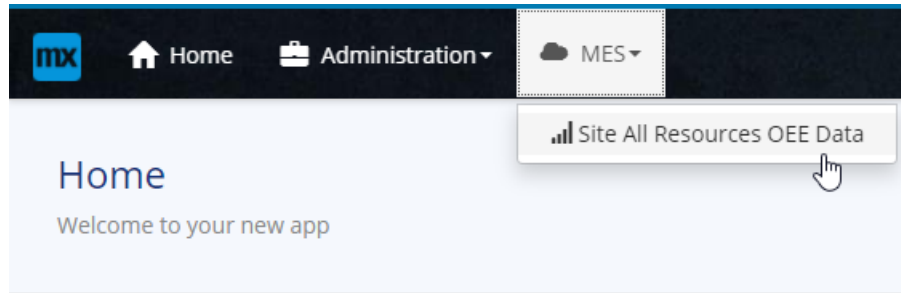 mx Home Administration MES
Site All Resources OEE Data
Home
Welcome to your new app